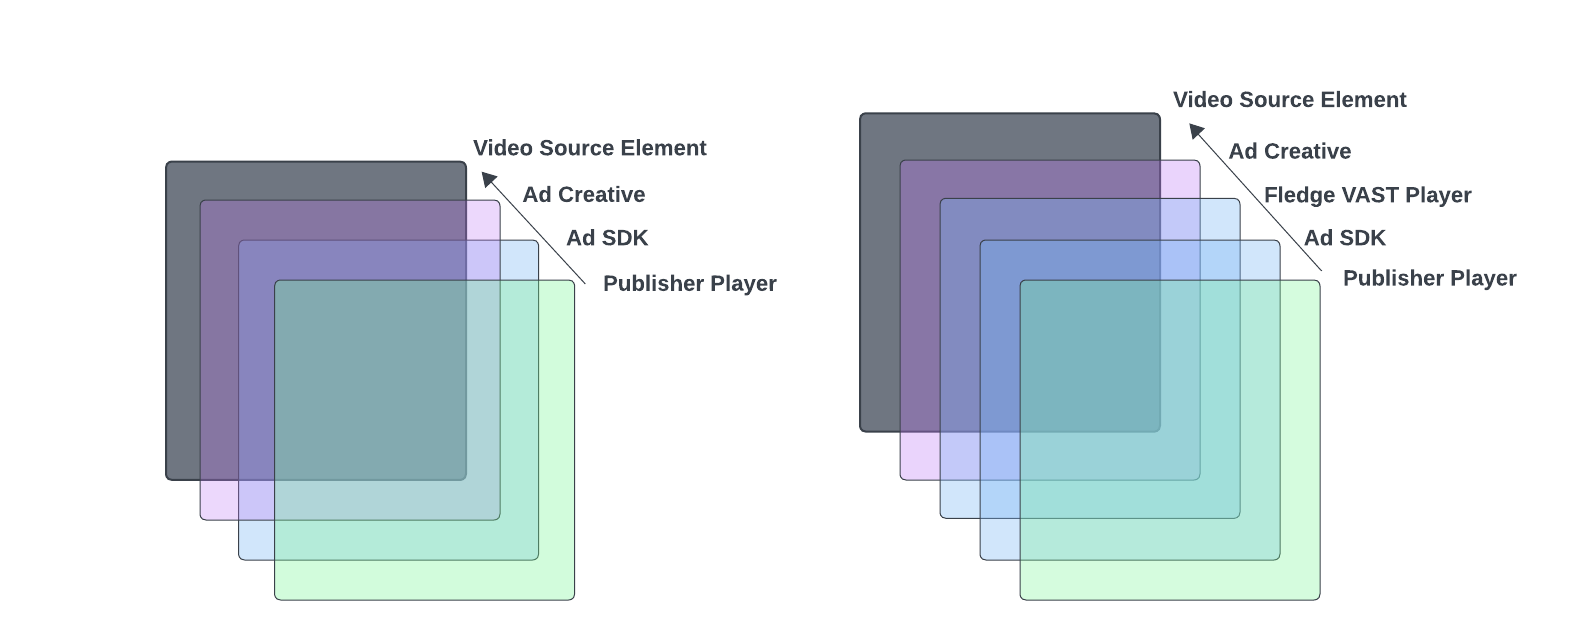 Video Source Element
Ad Creative
Ad SDK
Publisher Player
Video Source Element
Ad Creative
Fledge VAST Player
Ad SDK
Publisher Player